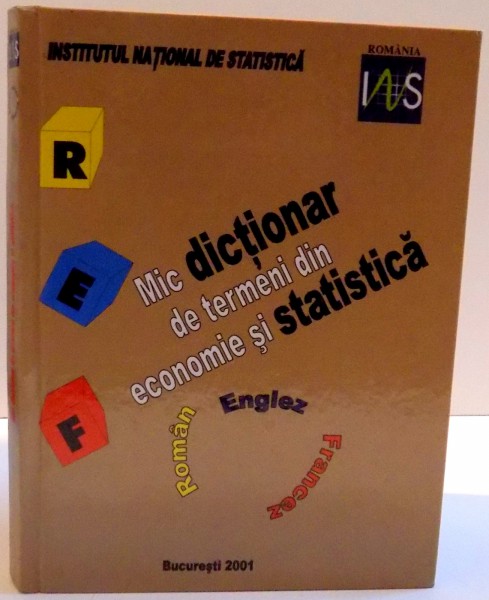 INSTITUTUL NAȚIONAL DE STATISTICĂ
ROMÂNIA
INS
R
E
F
Mic dicționar
de termeni din
economie și statistică
Român
Englez
Francez
București 2001